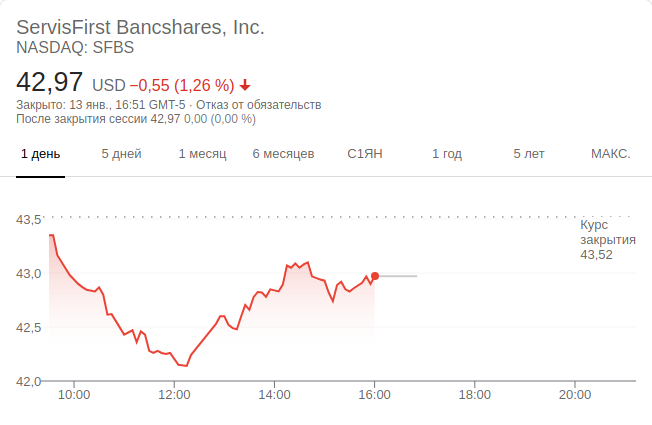 ServisFirst Bancshares, Inc.
NASDAQ: SFBS
42,97 USD −0,55 (1,26 %)
Закрыто: 13 янв., 16:51 GMT-5 · Отказ от обязательств
После закрытия сессии 42,97 0,00 (0,00 %)
1 день 5 дней 1 месяц 6 месяцев С1ЯН 1 год 5 лет МАКС.
43,5
Курс
закрытия
43,52
43,0
42,5
42,0
10:00 12:00 14:00 16:00 18:00 20:00